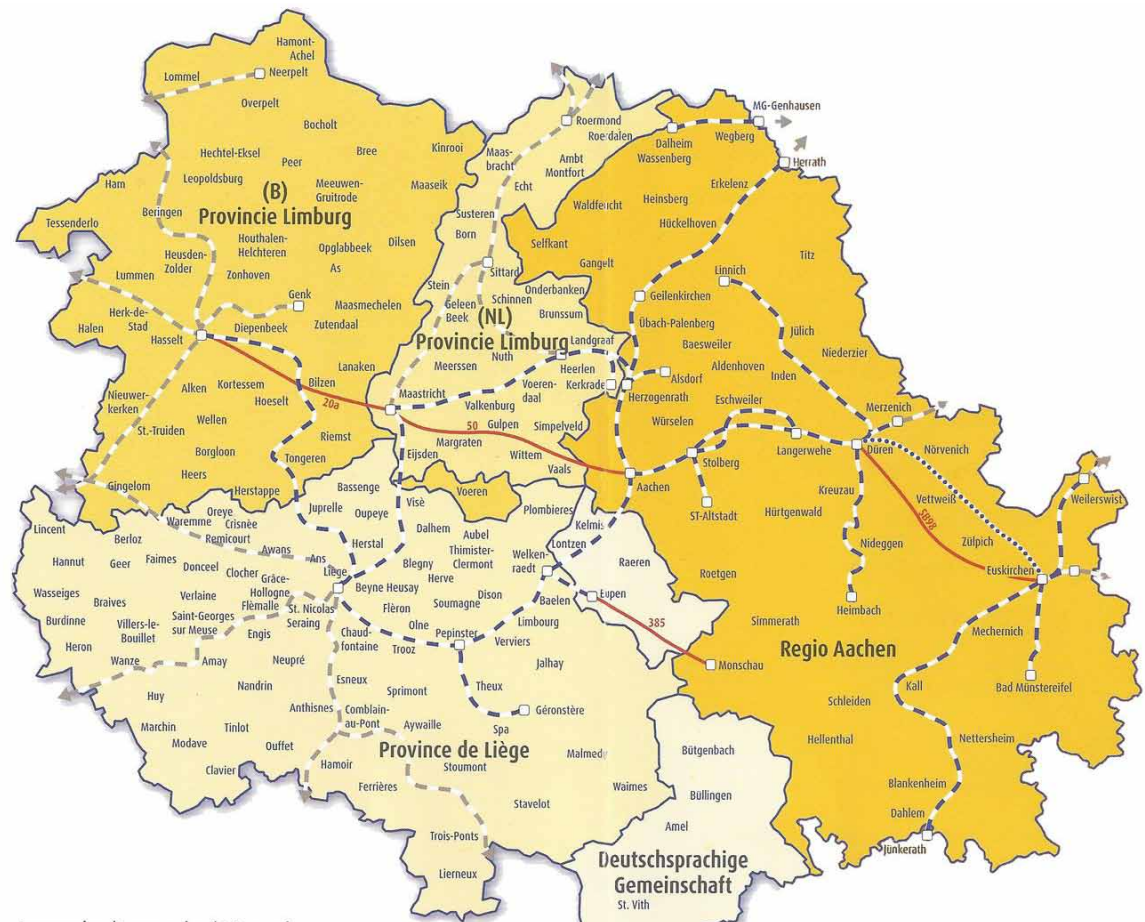 Hamont-
Achel
Lommel
Neerpelt
Overpelt
Bocholt
Hechtel-Eksel
Peer
Bree
Kinrooi
Ham
Leopoldsburg
Meeuwen-
Gruitrode
Maaseik
(B)
Provincie Limburg
Tessenderlo
Beringen
Houthalen-
Helchteren
Opglabbeek
Dilsen
Heusden-
Zolder
As
Lummen
Zonhoven
Genk
Maasmechelen
Herk-de-
Stad
Halen
Diepenbeek
Zutendaal
Hasselt
Lanaken
Bilzen
Alken
Kortessem
Hoeselt
20a
Nieuwer-
kerken
Wellen
St.-Truiden
Riemst
Borgloon
Tongeren
Heers
Gingelom
Herstappe
Voeren
Roermond
Roerdalen
Maas-
bracht
Ambt
Montfort
Echt
Susteren
Born
Sittard
Stein
Geleen
Beek
Schinnen
Onderbanken
Brunssum
(NL)
Provincie Limburg
Landgraaf
Nuth
Heerlen
Meerssen
Kerkrade
Voeren-
daal
Maastricht
Valkenburg
50
Gulpen
Simpelveld
Margraten
Eijsden
Wittem
Vaals
MG-Genhausen
Dalheim
Wegberg
Wassenberg
Herrath
Erkelenz
Waldfeucht
Heinsberg
Hückelhoven
Selfkant
Titz
Gangelt
Linnich
Geilenkirchen
Übach-Palenberg
Jülich
Baesweiler
Niederzier
Aldenhoven
Alsdorf
Inden
Herzogenrath
Eschweiler
Merzenich
Würselen
Stolberg
Langerwehe
Düren
Nörvenich
Aachen
Kreuzau
Vettweiß
Weilerswist
ST-Altstadt
Hürtgenwald
SB98
Zülpich
Nideggen
Roetgen
Euskirchen
Heimbach
Simmerath
Mechernich
Regio Aachen
Monschau
Kall
Bad Münstereifel
Schleiden
Hellenthal
Nettersheim
Blankenheim
Dahlem
Jünkerath
Bassenge
Visè
Plombieres
Kelmis
Lontzen
Raeren
Eupen
385
Lincent
Oreye
Waremme
Crisnèe
Remicourt
Berloz
Juprelle
Oupeye
Dalhem
Aubel
Thimister-
Clermont
Welken-
raedt
Hannut
Geer
Faimes
Donceel
Awans
Ans
Herstal
Blegny
Herve
Wasseiges
Clocher
Liège
Beyne Heusay
Dison
Baelen
Braives
Verlaine
Grâce-
Hollogne
Flèron
Soumagne
Limbourg
Burdinne
Villers-le-
Bouillet
Saint-Georges
sur Meuse
Flèmalle
St. Nicolas
Seraing
Olne
Pepinster
Verviers
Heron
Engis
Chaud-
fontaine
Trooz
Wanze
Amay
Neupré
Jalhay
Huy
Nandrin
Esneux
Sprimont
Theux
Géronstère
Marchin
Tinlot
Anthisnes
Comblain-
au-Pont
Aywaille
Spa
Modave
Ouffet
Province de Liège
Malmedy
Clavier
Hamoir
Stoumont
Ferrières
Stavelot
Waimes
Trois-Ponts
Lierneux
Bütgenbach
Büllingen
Amel
Deutschsprachige
Gemeinschaft
St. Vith